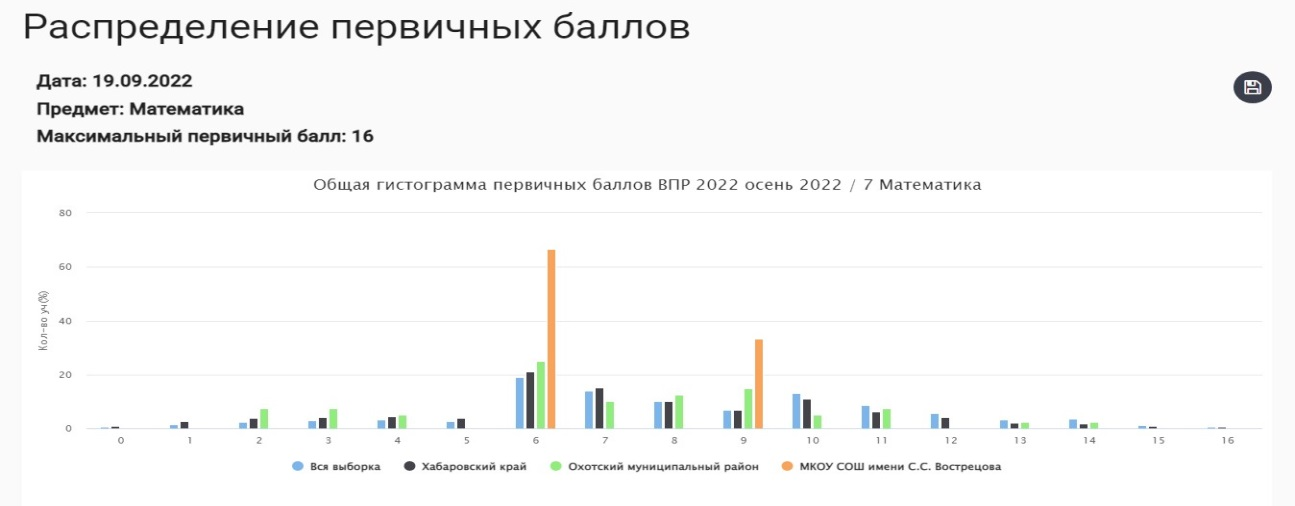 Распределение первичных баллов
Дата: 19.09.2022
Предмет: Математика
Максимальный первичный балл: 16
Общая гистограмма первичных баллов ВПР 2022 осень 2022 / 7 Математика
80
60
40
20
0
Кол-во уч(%)
0 1 2 3 4 5 6 7 8 9 10 11 12 13 14 15 16
Вся выборка Хабаровский край Охотский муниципальный район МКОУ СОШ имени С.С. Вострецова